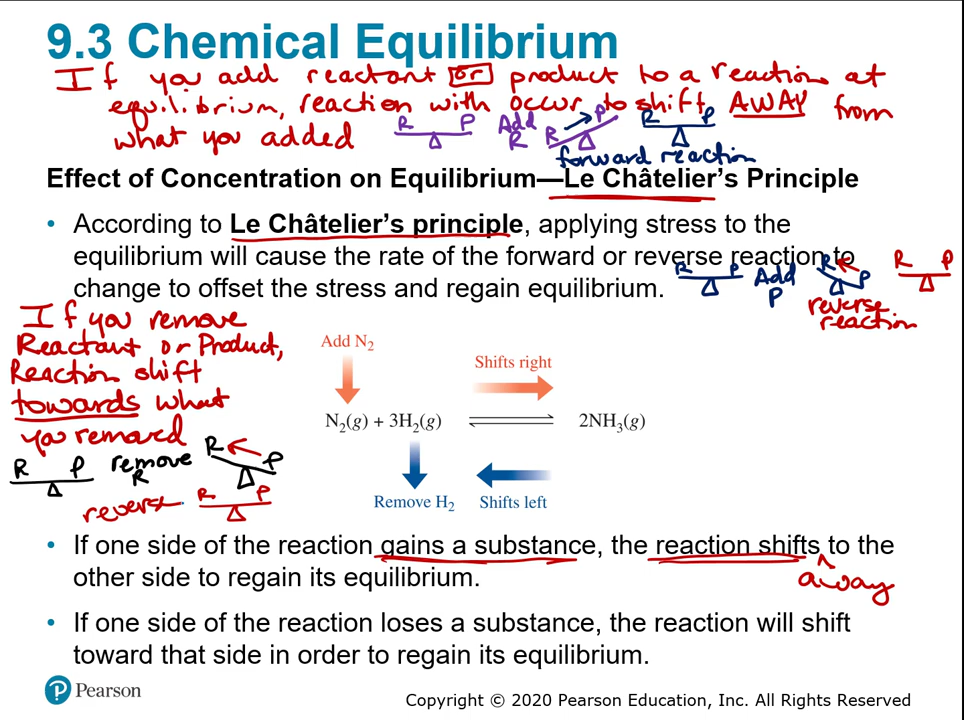 9.3 Chemical Equilibrium
If you add reactant or product to a reaction at
equilibrium, reaction with occur to shift AWAY from
what you added
R P Add R R P R P
forward reaction
Effect of Concentration on Equilibrium—Le Châtelier's Principle
• According to Le Châtelier's principle, applying stress to the
equilibrium will cause the rate of the forward or reverse reaction to
change to offset the stress and regain equilibrium.
R P Add P R P R P
reverse reaction
If you remove
Reactant or Product,
Reaction shift
towards what
you removed
R P remove R R P
reverse R P
Add N₂
Shifts right
N₂(g) + 3H₂(g) ⇌ 2NH₃(g)
Remove H₂ Shifts left
• If one side of the reaction gains a substance, the reaction shifts ^ to the
away
other side to regain its equilibrium.
• If one side of the reaction loses a substance, the reaction will shift
toward that side in order to regain its equilibrium.
P Pearson
Copyright © 2020 Pearson Education, Inc. All Rights Reserved